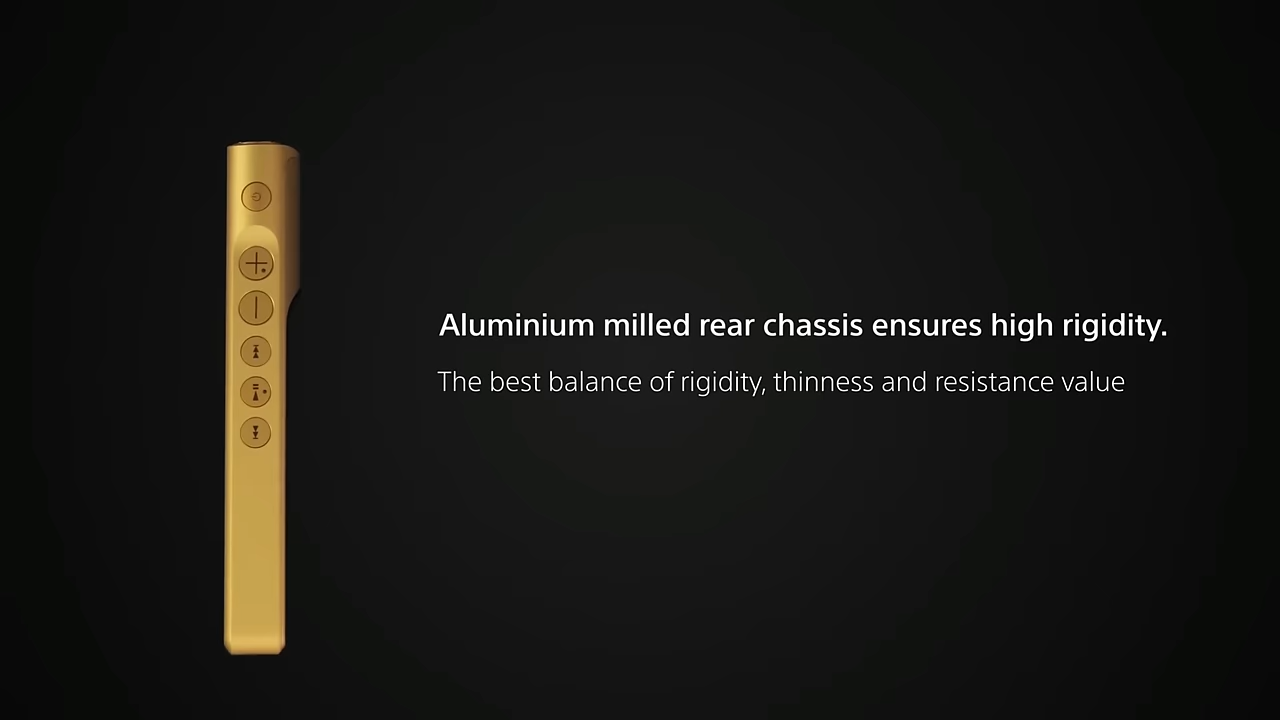 Aluminium milled rear chassis ensures high rigidity.
The best balance of rigidity, thinness and resistance value